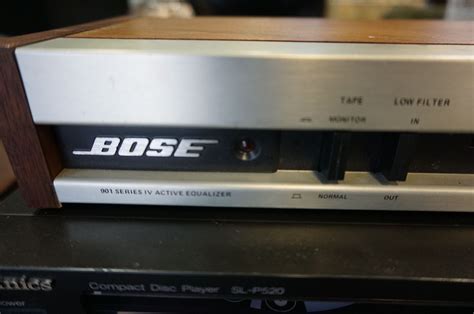 TAPE LOW FILTER
MONITOR IN
BOSE
901 SERIES IV ACTIVE EQUALIZER
NORMAL OUT
Compact Disc Player SL-P520